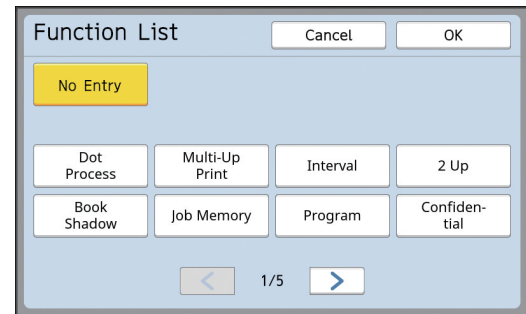 Function List
Cancel
OK
No Entry
Dot
Process
Multi-Up
Print
Interval
2 Up
Book
Shadow
Job Memory
Program
Confiden-
tial
1/5